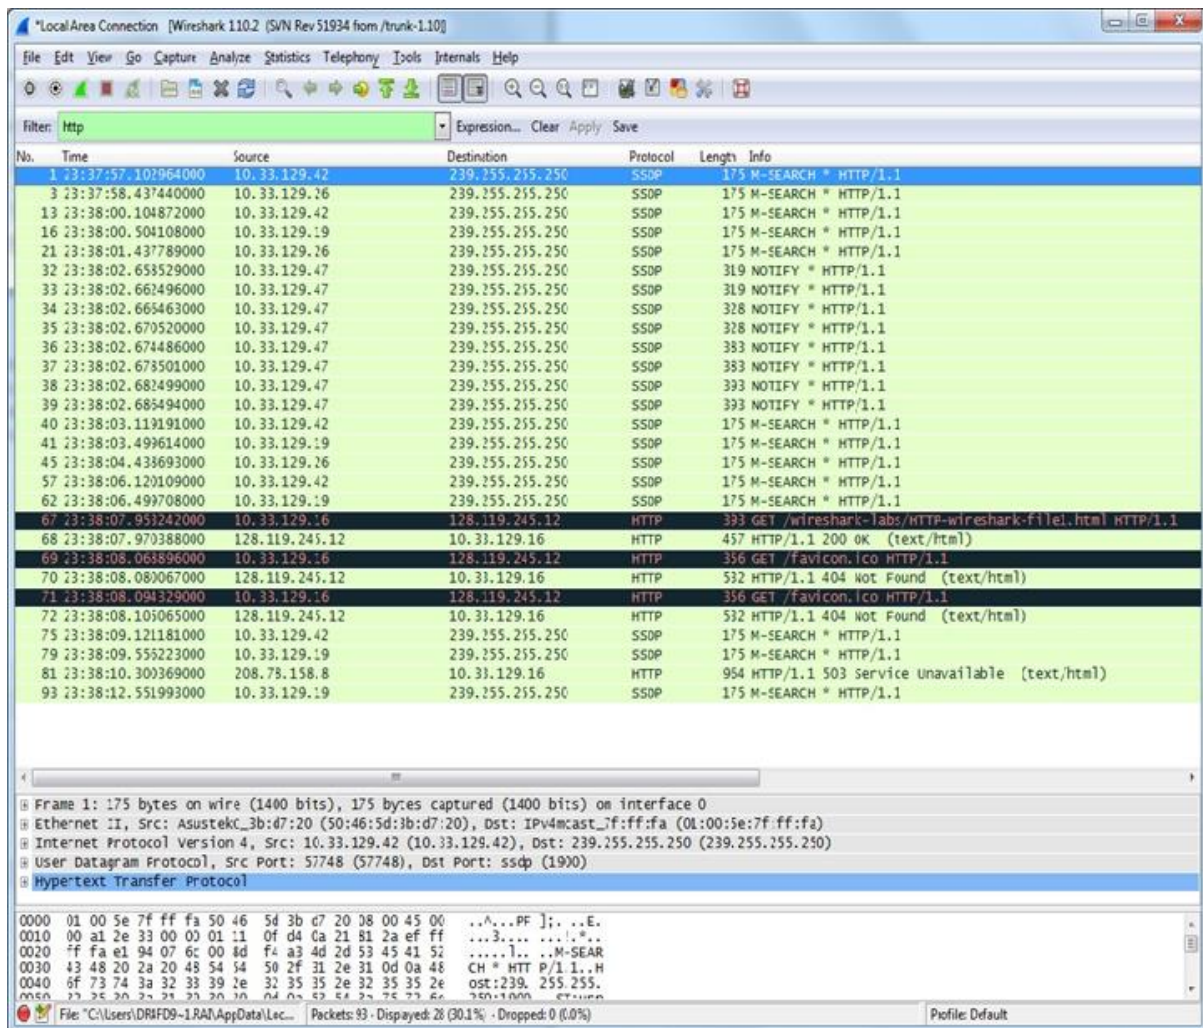 *Local Area Connection [Wireshark 1.10.2 (SVN Rev 51934 from /trunk-1.10)]
File Edit View Go Capture Analyze Statistics Telephony Tools Internals Help
Filter: http Expression... Clear Apply Save
No. Time Source Destination Protocol Length Info
1 23:37:57.102964000 10.33.129.42 239.255.255.250 SSDP 175 M-SEARCH * HTTP/1.1
3 23:37:58.437440000 10.33.129.26 239.255.255.250 SSDP 175 M-SEARCH * HTTP/1.1
13 23:38:00.104872000 10.33.129.42 239.255.255.250 SSDP 175 M-SEARCH * HTTP/1.1
16 23:38:00.504108000 10.33.129.19 239.255.255.250 SSDP 175 M-SEARCH * HTTP/1.1
21 23:38:01.437789000 10.33.129.26 239.255.255.250 SSDP 175 M-SEARCH * HTTP/1.1
32 23:38:02.658529000 10.33.129.47 239.255.255.250 SSDP 319 NOTIFY * HTTP/1.1
33 23:38:02.662496000 10.33.129.47 239.255.255.250 SSDP 319 NOTIFY * HTTP/1.1
34 23:38:02.666463000 10.33.129.47 239.255.255.250 SSDP 328 NOTIFY * HTTP/1.1
35 23:38:02.670520000 10.33.129.47 239.255.255.250 SSDP 328 NOTIFY * HTTP/1.1
36 23:38:02.674486000 10.33.129.47 239.255.255.250 SSDP 383 NOTIFY * HTTP/1.1
37 23:38:02.678501000 10.33.129.47 239.255.255.250 SSDP 383 NOTIFY * HTTP/1.1
38 23:38:02.682499000 10.33.129.47 239.255.255.250 SSDP 393 NOTIFY * HTTP/1.1
39 23:38:02.686494000 10.33.129.47 239.255.255.250 SSDP 393 NOTIFY * HTTP/1.1
40 23:38:03.119191000 10.33.129.42 239.255.255.250 SSDP 175 M-SEARCH * HTTP/1.1
41 23:38:03.499614000 10.33.129.19 239.255.255.250 SSDP 175 M-SEARCH * HTTP/1.1
45 23:38:04.438693000 10.33.129.26 239.255.255.250 SSDP 175 M-SEARCH * HTTP/1.1
57 23:38:06.120109000 10.33.129.42 239.255.255.250 SSDP 175 M-SEARCH * HTTP/1.1
62 23:38:06.499708000 10.33.129.19 239.255.255.250 SSDP 175 M-SEARCH * HTTP/1.1
67 23:38:07.953242000 10.33.129.16 128.119.245.12 HTTP 393 GET /wireshark-labs/HTTP-wireshark-file1.html HTTP/1.1
68 23:38:07.970388000 128.119.245.12 10.33.129.16 HTTP 457 HTTP/1.1 200 OK (text/html)
69 23:38:08.068896000 10.33.129.16 128.119.245.12 HTTP 356 GET /favicon.ico HTTP/1.1
70 23:38:08.080067000 128.119.245.12 10.33.129.16 HTTP 532 HTTP/1.1 404 Not Found (text/html)
71 23:38:08.094329000 10.33.129.16 128.119.245.12 HTTP 356 GET /favicon.ico HTTP/1.1
72 23:38:08.105065000 128.119.245.12 10.33.129.16 HTTP 532 HTTP/1.1 404 Not Found (text/html)
75 23:38:09.121181000 10.33.129.42 239.255.255.250 SSDP 175 M-SEARCH * HTTP/1.1
79 23:38:09.556223000 10.33.129.19 239.255.255.250 SSDP 175 M-SEARCH * HTTP/1.1
81 23:38:10.300369000 208.78.158.8 10.33.129.16 HTTP 964 HTTP/1.1 503 Service Unavailable (text/html)
93 23:38:12.551993000 10.33.129.19 239.255.255.250 SSDP 175 M-SEARCH * HTTP/1.1
Frame 1: 175 bytes on wire (1400 bits), 175 bytes captured (1400 bits) on interface 0
Ethernet II, Src: AsustekC_3b:d7:20 (50:46:5d:3b:d7:20), Dst: IPv4mcast_7f:ff:fa (01:00:5e:7f:ff:fa)
Internet Protocol Version 4, Src: 10.33.129.42 (10.33.129.42), Dst: 239.255.255.250 (239.255.255.250)
User Datagram Protocol, Src Port: 57748 (57748), Dst Port: ssdp (1900)
Hypertext Transfer Protocol
0000 01 00 5e 7f ff fa 50 46 5d 3b d7 20 08 00 45 00 ..^...PF ];. ..E.
0010 00 a1 2e 33 00 00 01 11 0f d4 0a 21 81 2a ef ff ...3.... ...!.*..
0020 ff fa e1 94 07 6c 00 8d f4 a3 4d 2d 53 45 41 52 .....l.. ..M-SEAR
0030 43 48 20 2a 20 48 54 54 50 2f 31 2e 31 0d 0a 48 CH * HTT P/1.1..H
0040 6f 73 74 3a 32 33 39 2e 32 35 35 2e 32 35 35 2e ost:239. 255.255.
File: "C:\Users\DRFD9~1.RAI\AppData\Loc... Packets: 93 · Displayed: 28 (30.1%) · Dropped: 0 (0.0%) Profile: Default